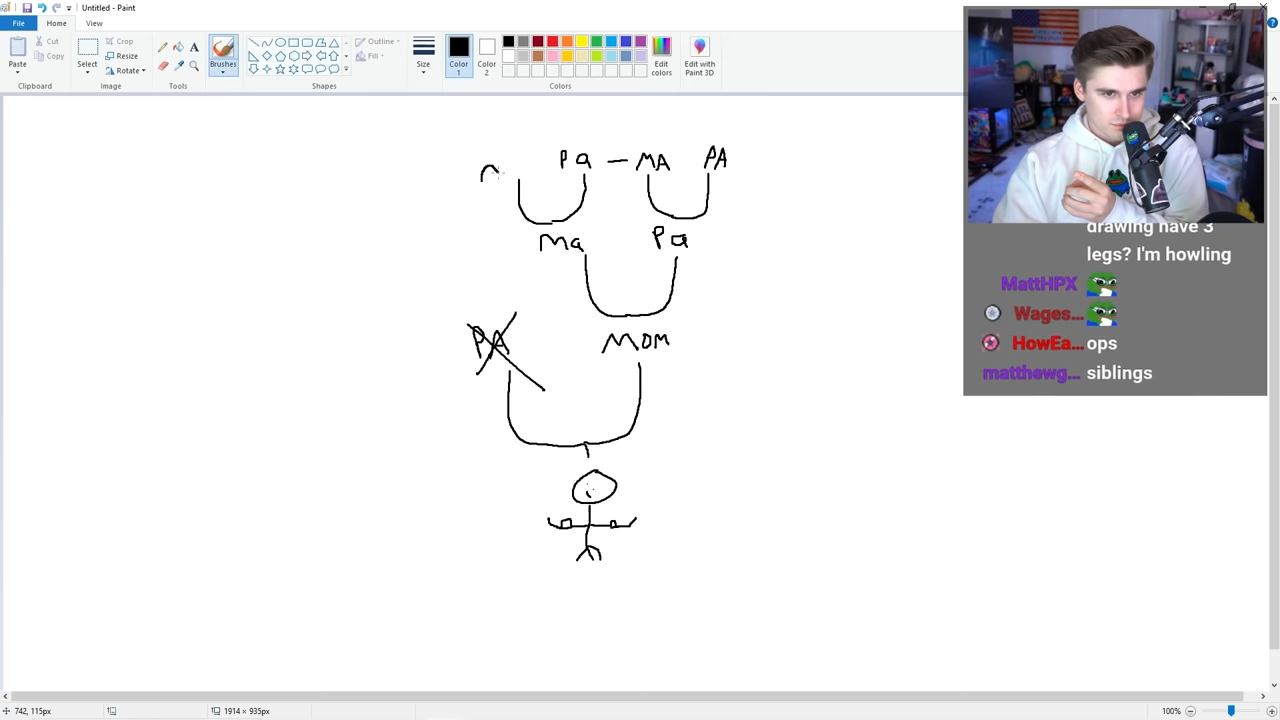 Untitled - Paint
File Home View
Paste Cut Copy Clipboard
Select Crop Resize Rotate Image
Tools
Brushes
Outline Fill Shapes
Size
Color 1 Color 2
Edit colors
Colors
Edit with Paint 3D
Pa — MA PA
Ma Pa
PA MOM
drawing have 3
legs? I'm howling
MattHPX
Wages...
HowEa... ops
matthewg... siblings
742, 115px 1914 × 935px 100%